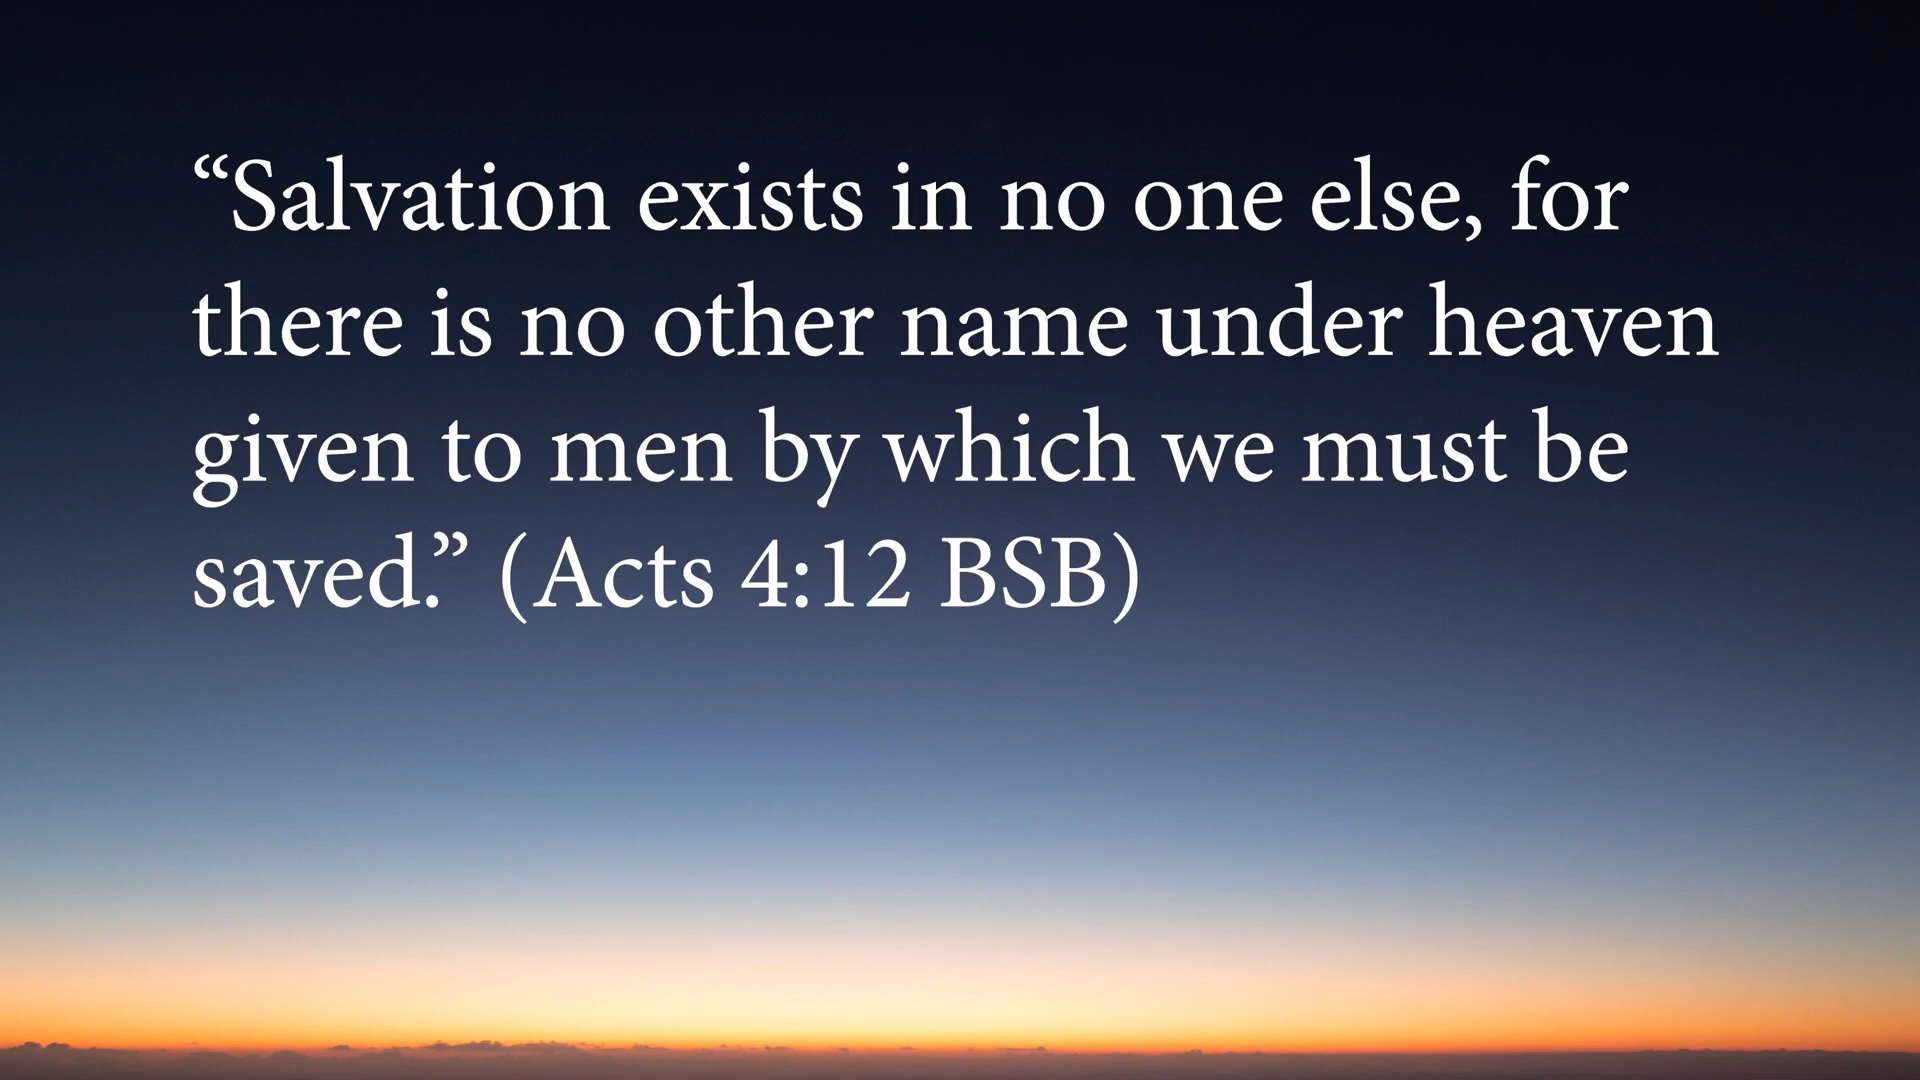 “Salvation exists in no one else, for
there is no other name under heaven
given to men by which we must be
saved.” (Acts 4:12 BSB)